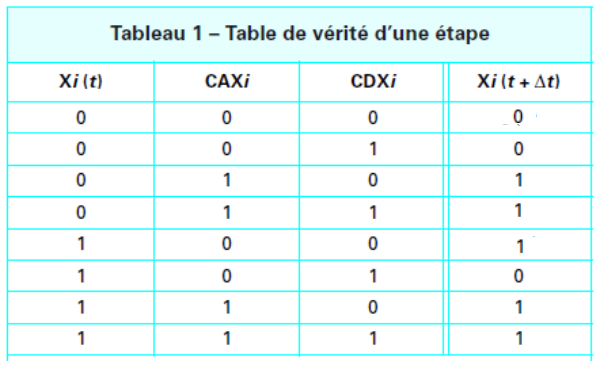 Tableau 1 – Table de vérité d'une étape
Xi (t) CAXi CDXi Xi (t + Δt)
0 0 0 0
0 0 1 0
0 1 0 1
0 1 1 1
1 0 0 1
1 0 1 0
1 1 0 1
1 1 1 1